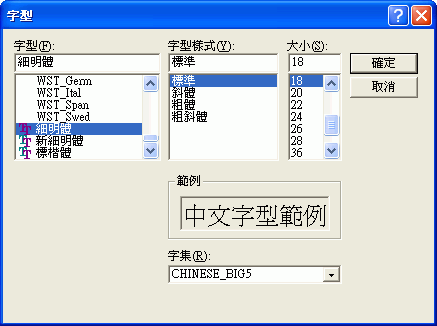 字型
字型(F):
細明體
WST_Germ
WST_Ital
WST_Span
WST_Swed
細明體
新細明體
標楷體
字型樣式(Y):
標準
標準
斜體
粗體
粗斜體
大小(S):
18
18
20
22
24
26
28
36
確定
取消
範例
中文字型範例
字集(R):
CHINESE_BIG5